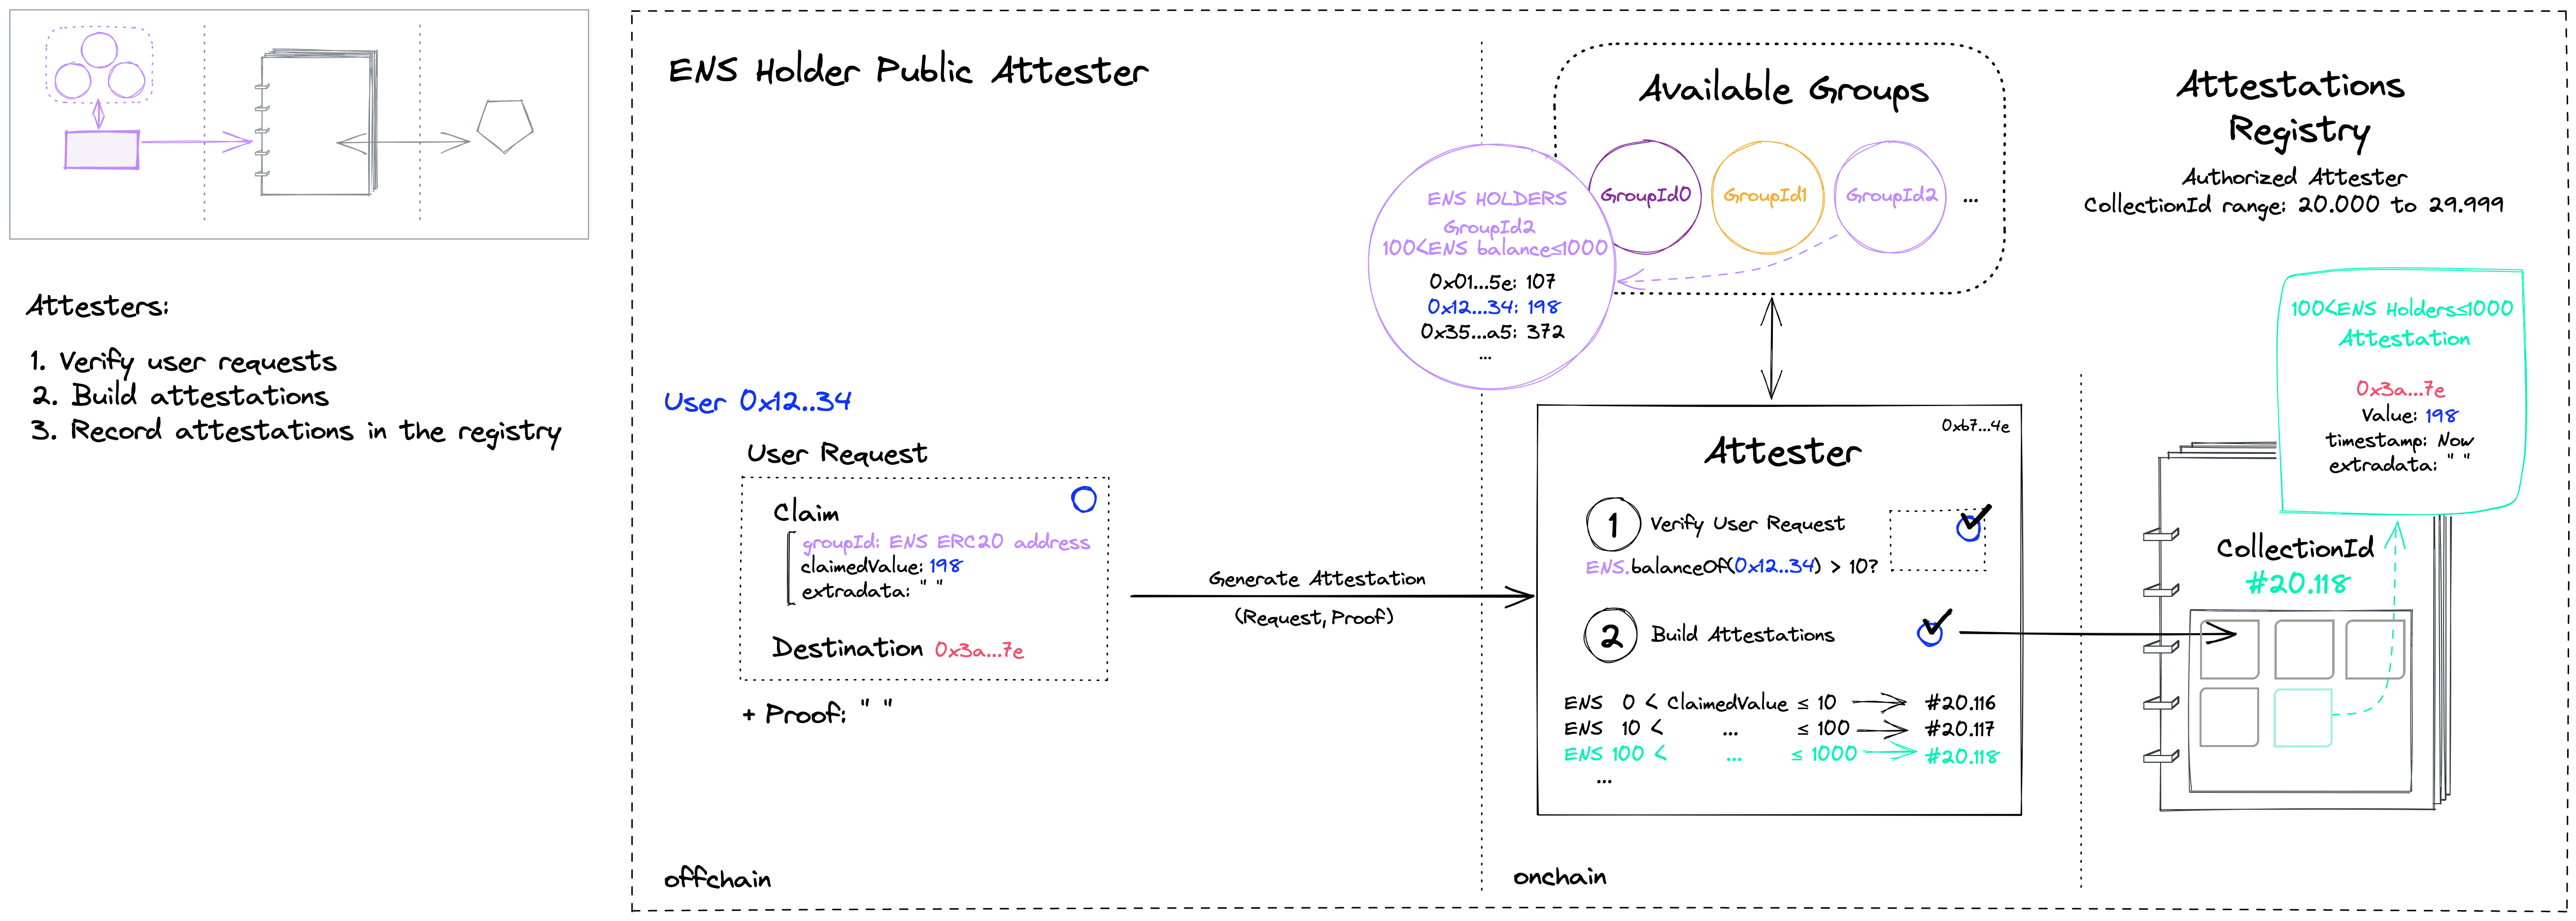 Attesters:
1. Verify user requests
2. Build attestations
3. Record attestations in the registry
ENS Holder Public Attester
User 0x12..34
User Request
Claim
groupId: ENS ERC20 address
claimedValue: 198
extradata: " "
Destination 0x3a...7e
+ Proof: " "
offchain
Generate Attestation
(Request, Proof)
Available Groups
GroupId0
GroupId1
GroupId2
...
ENS HOLDERS
GroupId2
100<ENS balance≤1000
0x01...5e: 107
0x12...34: 198
0x35...a5: 372
...
0xb7...4e
Attester
1 Verify User Request
ENS.balanceOf(0x12..34) > 10?
2 Build Attestations
ENS 0 < ClaimedValue ≤ 10 #20.116
ENS 10 < ... ≤ 100 #20.117
ENS 100 < ... ≤ 1000 #20.118
...
onchain
Attestations
Registry
Authorized Attester
CollectionId range: 20.000 to 29.999
100<ENS Holders≤1000
Attestation
0x3a...7e
Value: 198
timestamp: Now
extradata: " "
CollectionId
#20.118